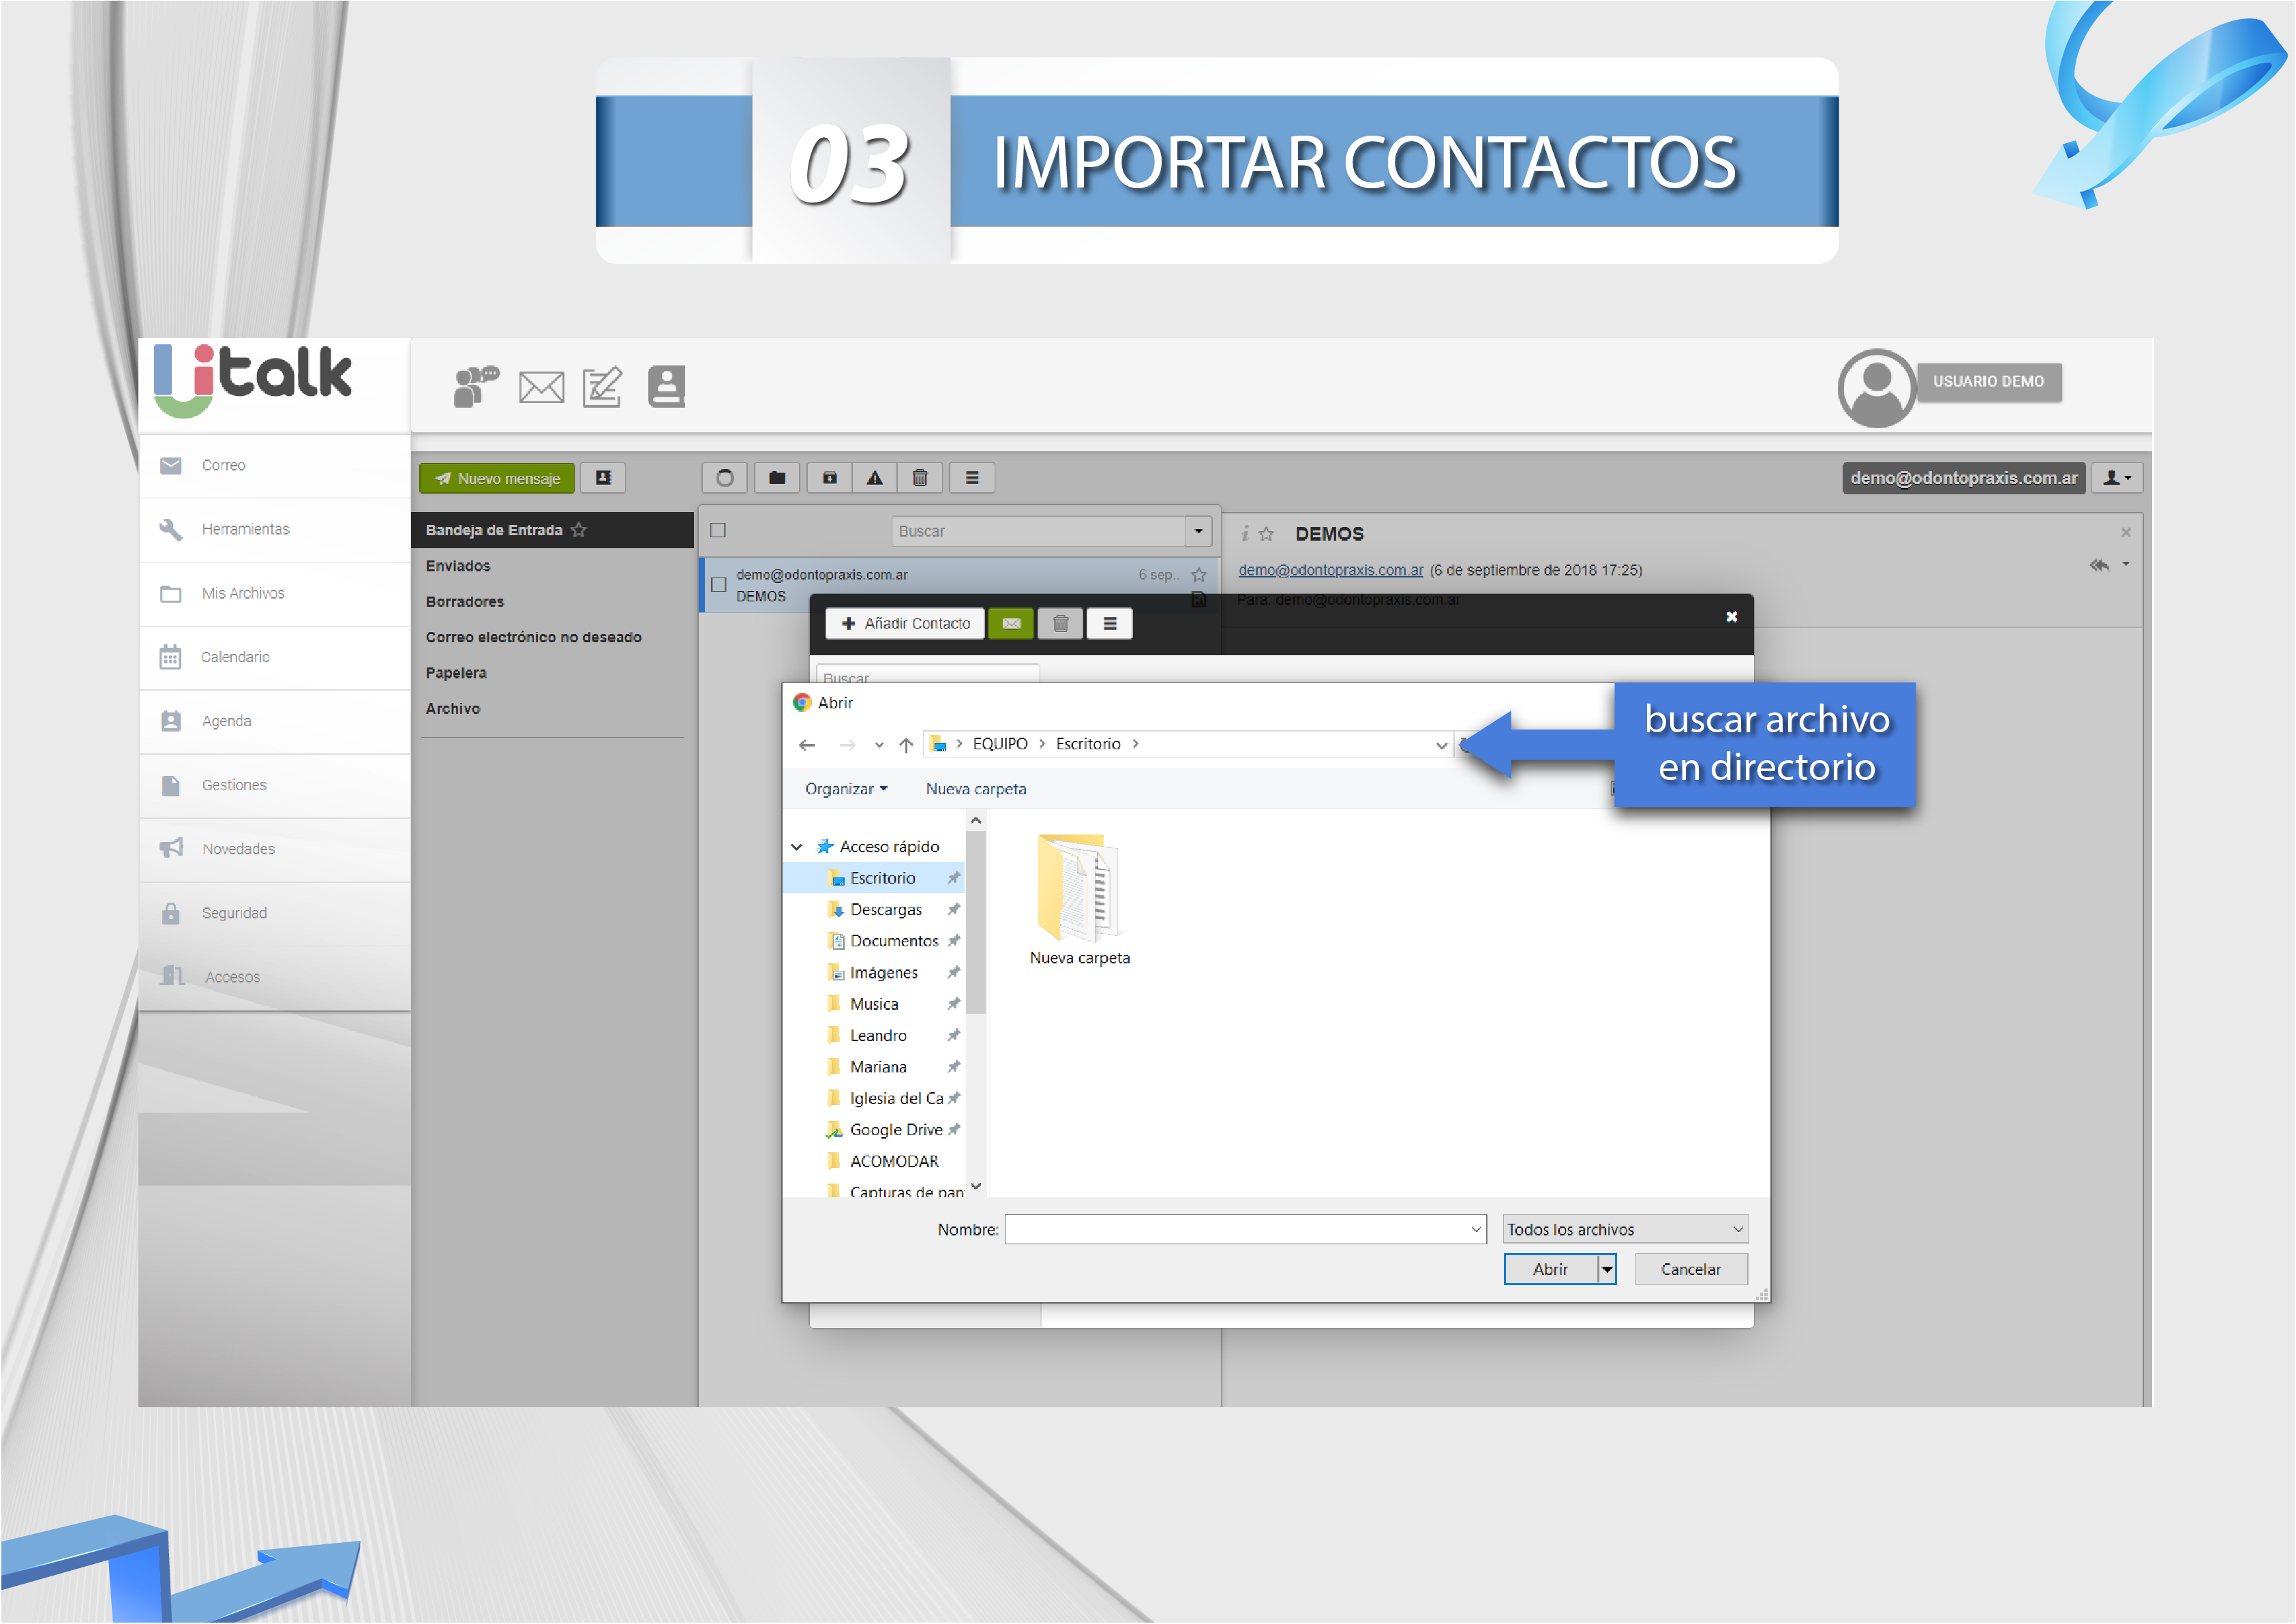 03 IMPORTAR CONTACTOS
Uitalk
USUARIO DEMO
Correo
Herramientas
Mis Archivos
Calendario
Agenda
Gestiones
Novedades
Seguridad
Accesos
Nuevo mensaje
demo@odontopraxis.com.ar
Bandeja de Entrada
Enviados
Borradores
Correo electrónico no deseado
Papelera
Archivo
Buscar
demo@odontopraxis.com.ar 6 sep..
DEMOS
DEMOS
demo@odontopraxis.com.ar (6 de septiembre de 2018 17:25)
Para: demo@odontopraxis.com.ar
Añadir Contacto
Buscar
Abrir
EQUIPO > Escritorio >
buscar archivo
en directorio
Organizar Nueva carpeta
Acceso rápido
Escritorio
Descargas
Documentos
Imágenes
Musica
Leandro
Mariana
Iglesia del Ca
Google Drive
ACOMODAR
Capturas de pan
Nueva carpeta
Nombre:
Todos los archivos
Abrir Cancelar